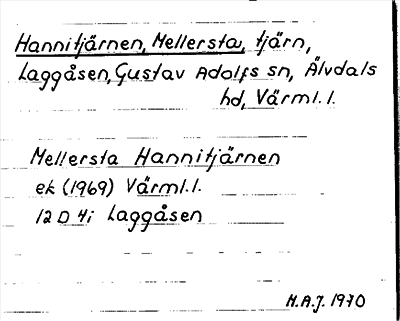 Hannitjärnen, Mellersta, tjärn,
Laggåsen, Gustav Adolfs sn, Älvdals
hd, Värml. l.
Mellersta Hannitjärnen
ek (1969) Värml. l.
12 D 4i Laggåsen
H.A.J. 1970